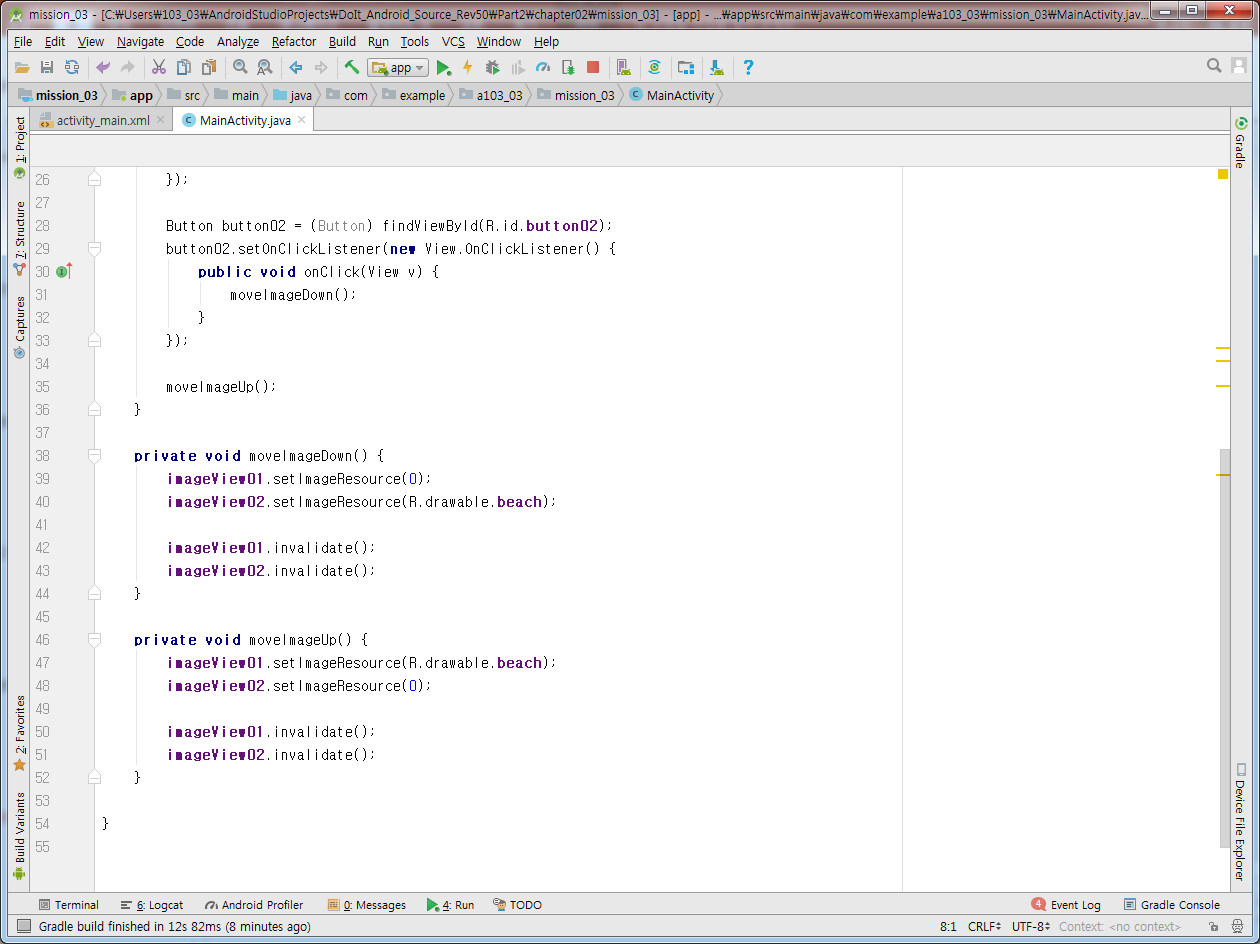 mission_03 - [C:₩Users₩103_03₩AndroidStudioProjects₩DoIt_Android_Source_Rev50₩Part2₩chapter02₩mission_03] - [app] - ...₩app₩src₩main₩java₩com₩example₩a103_03₩mission_03₩MainActivity.jav...
File Edit View Navigate Code Analyze Refactor Build Run Tools VCS Window Help
app
mission_03 app src main java com example a103_03 mission_03 MainActivity
activity_main.xml MainActivity.java
1: Project
7: Structure
Captures
2: Favorites
Build Variants
26 });
27
28 Button button02 = (Button) findViewById(R.id.button02);
29 button02.setOnClickListener(new View.OnClickListener() {
30 public void onClick(View v) {
31 moveImageDown();
32 }
33 });
34
35 moveImageUp();
36 }
37
38 private void moveImageDown() {
39 imageView01.setImageResource(0);
40 imageView02.setImageResource(R.drawable.beach);
41
42 imageView01.invalidate();
43 imageView02.invalidate();
44 }
45
46 private void moveImageUp() {
47 imageView01.setImageResource(R.drawable.beach);
48 imageView02.setImageResource(0);
49
50 imageView01.invalidate();
51 imageView02.invalidate();
52 }
53
54 }
55
Gradle
Device File Explorer
Terminal 6: Logcat Android Profiler 0: Messages 4: Run TODO 4 Event Log Gradle Console
Gradle build finished in 12s 82ms (8 minutes ago) 8:1 CRLF UTF-8 Context: <no context>